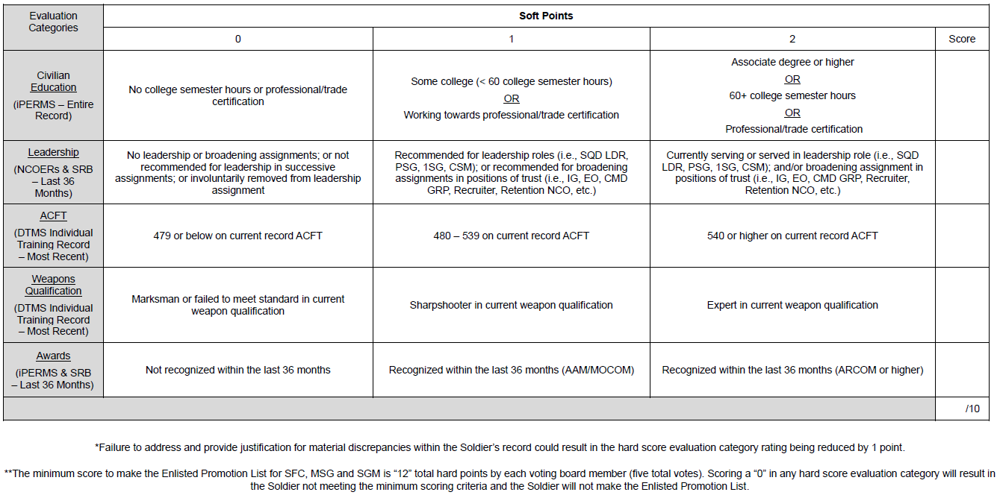 Evaluation
Categories
Soft Points
0
1
2
Score
Civilian
Education
(iPERMS – Entire
Record)
No college semester hours or professional/trade
certification
Some college (< 60 college semester hours)
OR
Working towards professional/trade certification
Associate degree or higher
OR
60+ college semester hours
OR
Professional/trade certification
Leadership
(NCOERs & SRB
– Last 36
Months)
No leadership or broadening assignments; or not
recommended for leadership in successive
assignments; or involuntarily removed from leadership
assignment
Recommended for leadership roles (i.e., SQD LDR,
PSG, 1SG, CSM); or recommended for broadening
assignments in positions of trust (i.e., IG, EO, CMD
GRP, Recruiter, Retention NCO, etc.)
Currently serving or served in leadership role (i.e., SQD
LDR, PSG, 1SG, CSM); and/or broadening assignment in
positions of trust (i.e., IG, EO, CMD GRP, Recruiter,
Retention NCO, etc.)
ACFT
(DTMS Individual
Training Record
– Most Recent)
479 or below on current record ACFT
480 – 539 on current record ACFT
540 or higher on current record ACFT
Weapons
Qualification
(DTMS Individual
Training Record
– Most Recent)
Marksman or failed to meet standard in current
weapon qualification
Sharpshooter in current weapon qualification
Expert in current weapon qualification
Awards
(iPERMS & SRB
– Last 36 Months)
Not recognized within the last 36 months
Recognized within the last 36 months (AAM/MOCOM)
Recognized within the last 36 months (ARCOM or higher)
/10
*Failure to address and provide justification for material discrepancies within the Soldier’s record could result in the hard score evaluation category rating being reduced by 1 point.
**The minimum score to make the Enlisted Promotion List for SFC, MSG and SGM is “12” total hard points by each voting board member (five total votes). Scoring a “0” in any hard score evaluation category will result in
the Soldier not meeting the minimum scoring criteria and the Soldier will not make the Enlisted Promotion List.